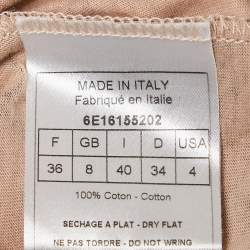 MADE IN ITALY
Fabriqué en Italie
6E16155202
F GB I D USA
36 8 40 34 4
100% Coton - Cotton
SECHAGE A PLAT - DRY FLAT
NE PAS TORDRE - DO NOT WRING